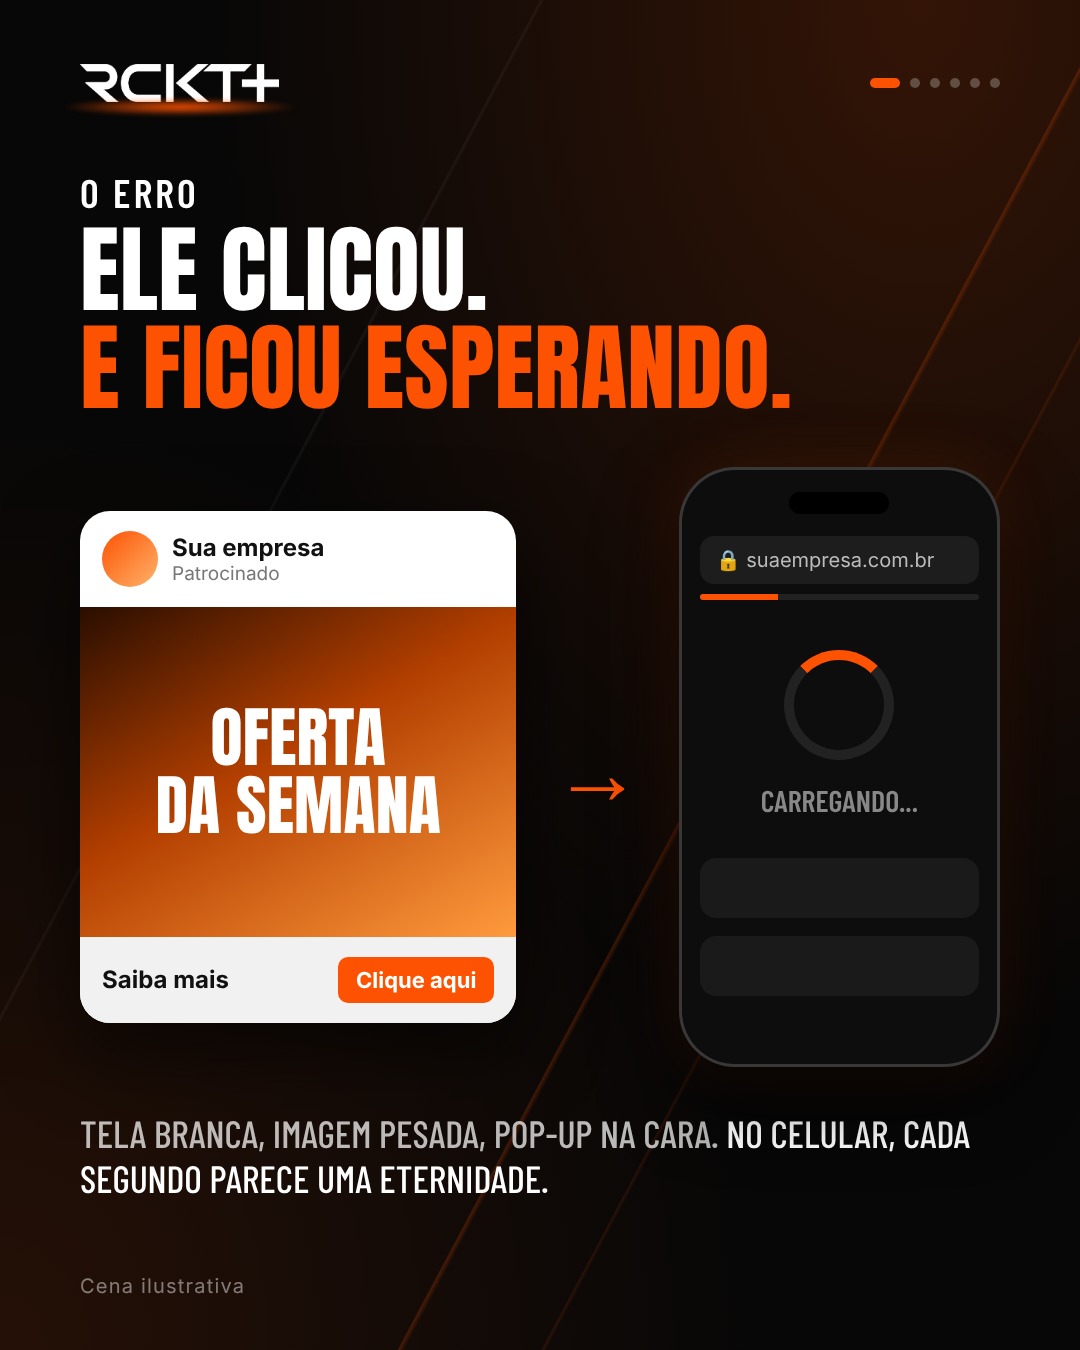 RCKT+
O ERRO
ELE CLICOU.
E FICOU ESPERANDO.
Sua empresa
Patrocinado
OFERTA
DA SEMANA
Saiba mais
Clique aqui
suaempresa.com.br
CARREGANDO...
TELA BRANCA, IMAGEM PESADA, POP-UP NA CARA. NO CELULAR, CADA
SEGUNDO PARECE UMA ETERNIDADE.
Cena ilustrativa